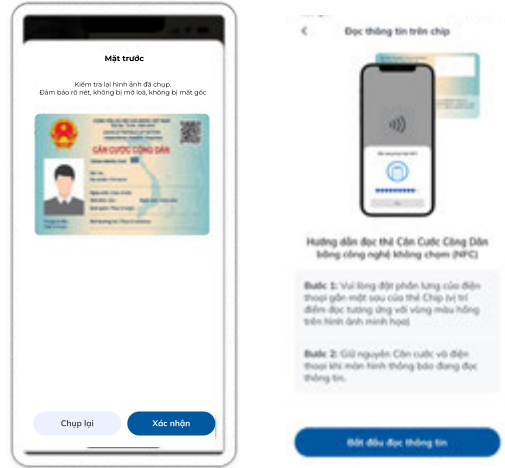 Mặt trước
Kiểm tra lại hình ảnh đã chụp.
Đảm bảo rõ nét, không bị mờ loá, không bị mất gốc
CĂN CƯỚC CÔNG DÂN
Chụp lại
Xác nhận
Đọc thông tin trên chip
Hướng dẫn đọc thẻ Căn Cước Công Dân
bằng công nghệ không chạm (NFC)
Bước 1: Vui lòng đặt phần lưng của điện
thoại gần mặt sau của thẻ Chip (vị trí
điểm đọc tương ứng với vùng màu hồng
trên hình ảnh minh họa)
Bước 2: Giữ nguyên Căn cước và điện
thoại khi màn hình thông báo đang đọc
thông tin.
Bắt đầu đọc thông tin